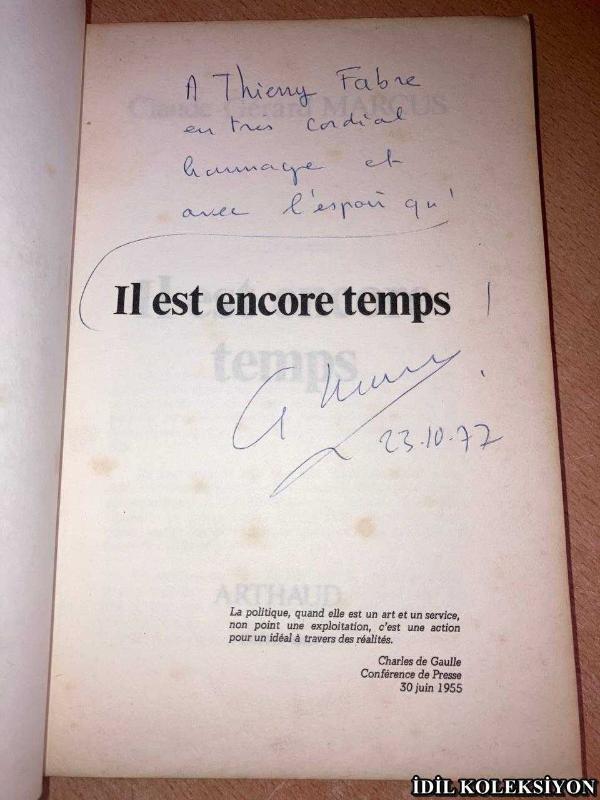 A Thierry Fabre
en tres cordial
hommage et
avec l'espoir qu'
Il est encore temps !
23.10.77
ARTHAUD
La politique, quand elle est un art et un service,
non point une exploitation, c'est une action
pour un idéal à travers des réalités.
Charles de Gaulle
Conférence de Presse
30 juin 1955
İDİL KOLEKSİYON